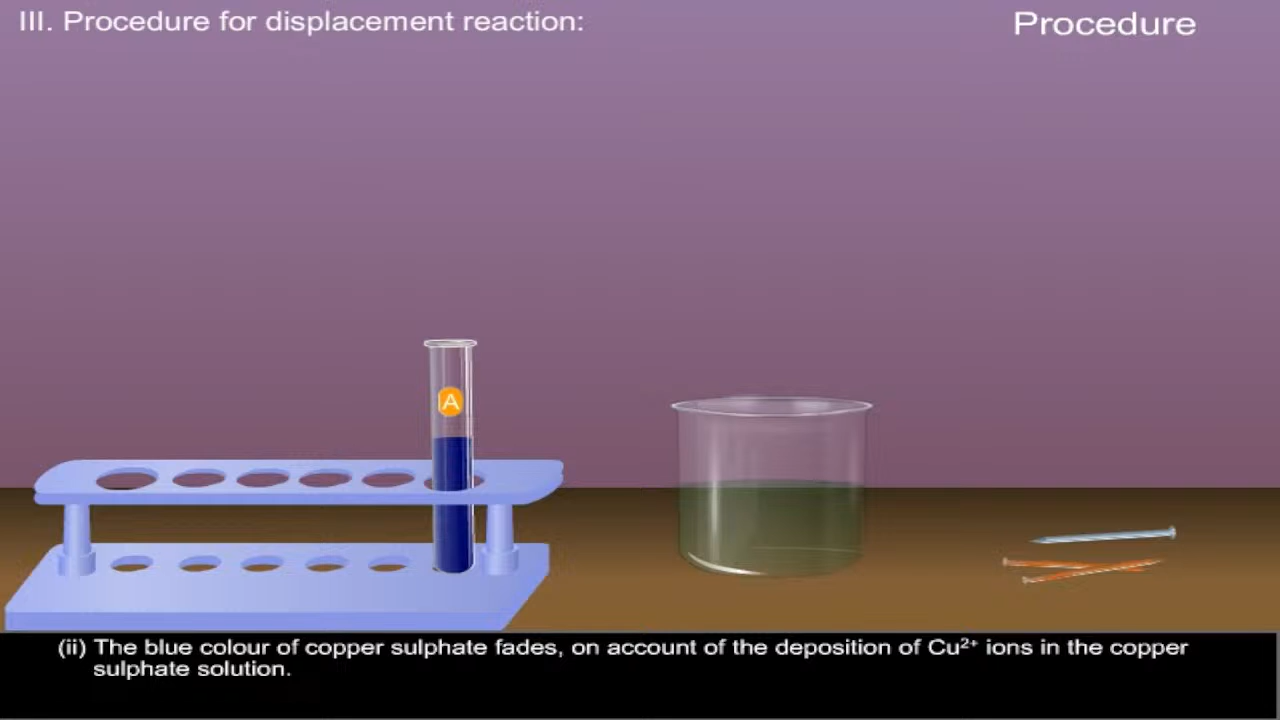 III. Procedure for displacement reaction:
Procedure
A
(ii) The blue colour of copper sulphate fades, on account of the deposition of Cu²⁺ ions in the copper
sulphate solution.